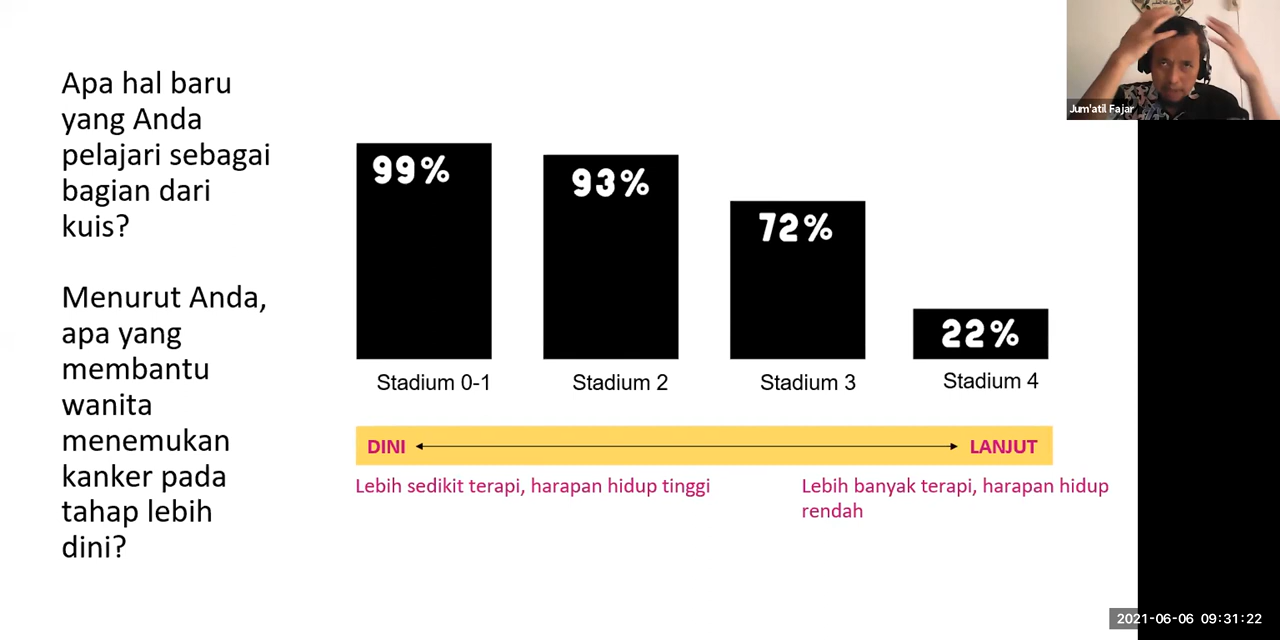 Apa hal baru
yang Anda
pelajari sebagai
bagian dari
kuis?
Menurut Anda,
apa yang
membantu
wanita
menemukan
kanker pada
tahap lebih
dini?
99%
93%
72%
22%
Stadium 0-1
Stadium 2
Stadium 3
Stadium 4
DINI
LANJUT
Lebih sedikit terapi, harapan hidup tinggi
Lebih banyak terapi, harapan hidup
rendah
Jum'atil Fajar
2021-06-06 09:31:22